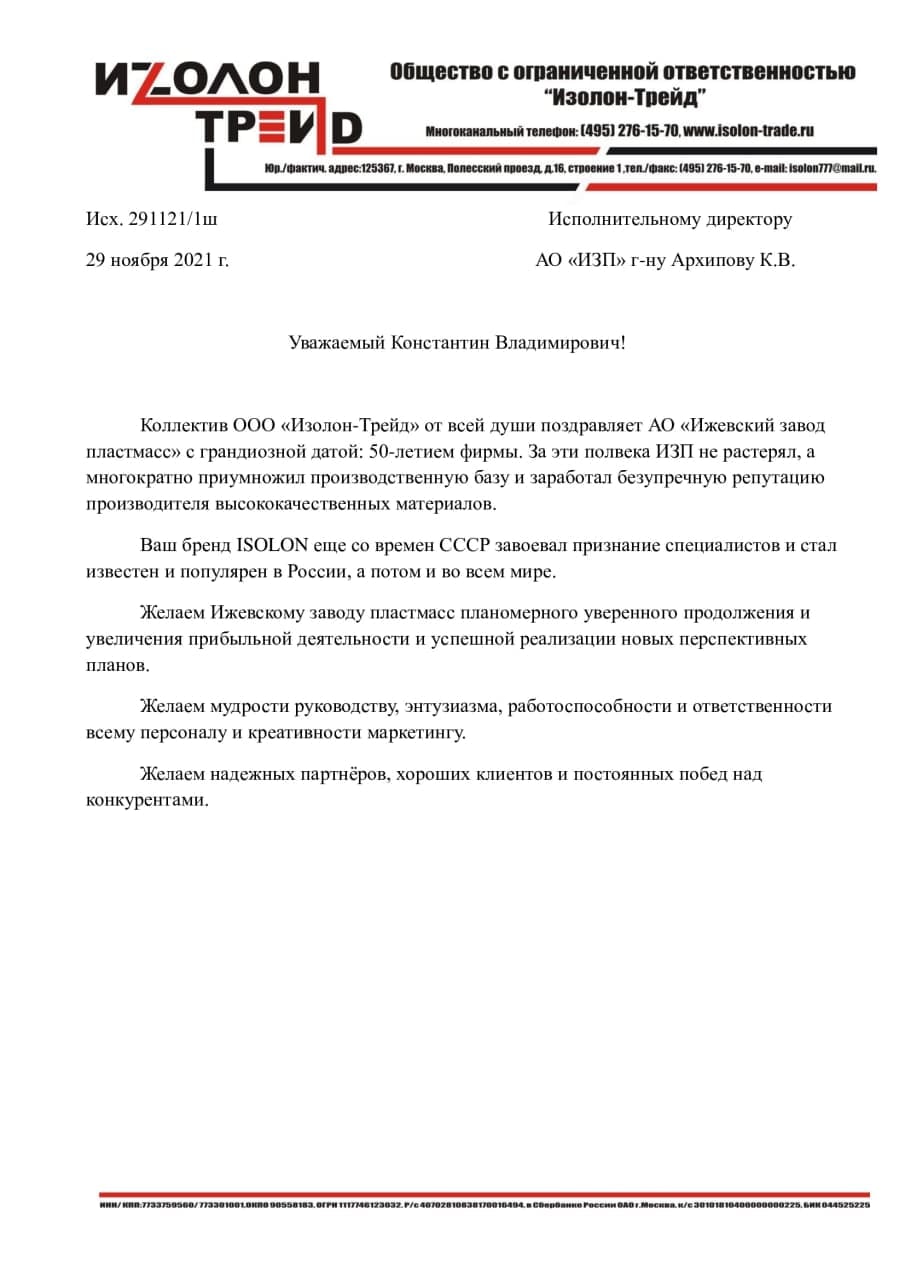 ИZОЛОН
ТРЕЙD
Общество с ограниченной ответственностью
“Изолон-Трейд”
Многоканальный телефон: (495) 276-15-70, www.isolon-trade.ru
Юр./фактич. адрес:125367, г. Москва, Полесский проезд, д.16, строение 1 ,тел./факс: (495) 276-15-70, e-mail: isolon777@mail.ru.
Исх. 291121/1ш
Исполнительному директору
29 ноября 2021 г.
АО «ИЗП» г-ну Архипову К.В.
Уважаемый Константин Владимирович!
Коллектив ООО «Изолон-Трейд» от всей души поздравляет АО «Ижевский завод
пластмасс» с грандиозной датой: 50-летием фирмы. За эти полвека ИЗП не растерял, а
многократно приумножил производственную базу и заработал безупречную репутацию
производителя высококачественных материалов.
Ваш бренд ISOLON еще со времен СССР завоевал признание специалистов и стал
известен и популярен в России, а потом и во всем мире.
Желаем Ижевскому заводу пластмасс планомерного уверенного продолжения и
увеличения прибыльной деятельности и успешной реализации новых перспективных
планов.
Желаем мудрости руководству, энтузиазма, работоспособности и ответственности
всему персоналу и креативности маркетингу.
Желаем надежных партнёров, хороших клиентов и постоянных побед над
конкурентами.
ИНН/ КПП:7733759560/ 773301001,ОКПО 90558183, ОГРН 1117746123032, Р/с 40702810838170016494, в Сбербанке России ОАО г.Москва, к/с 30101810400000000225, БИК 044525225